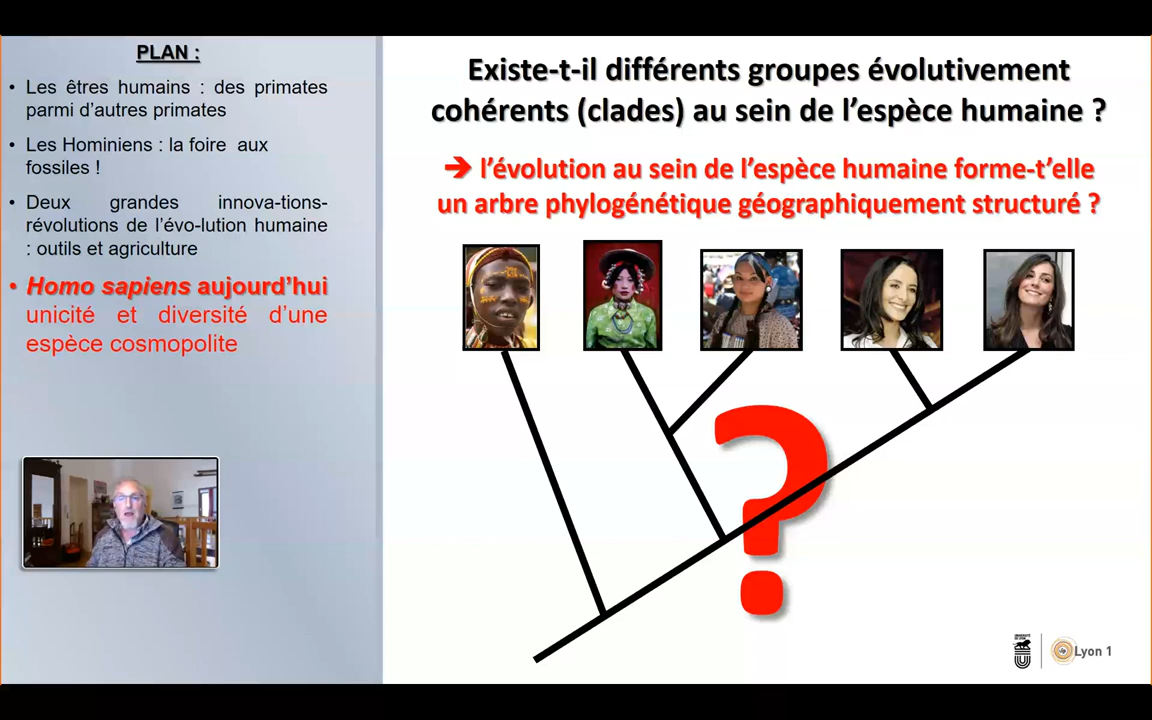 PLAN :
• Les êtres humains : des primates
parmi d'autres primates
• Les Hominiens : la foire aux
fossiles !
• Deux grandes innova-tions-
révolutions de l'évo-lution humaine
: outils et agriculture
• Homo sapiens aujourd'hui
unicité et diversité d'une
espèce cosmopolite
Existe-t-il différents groupes évolutivement
cohérents (clades) au sein de l'espèce humaine ?
➔ l'évolution au sein de l'espèce humaine forme-t'elle
un arbre phylogénétique géographiquement structuré ?
?
Lyon 1